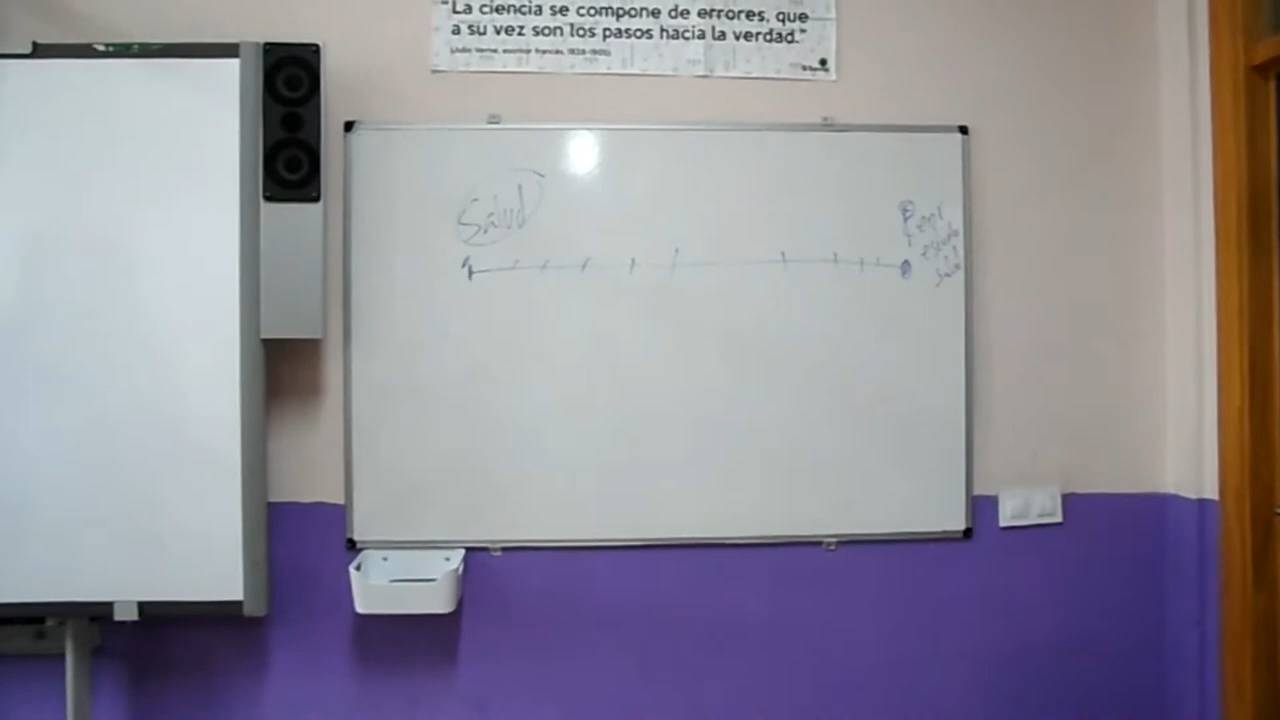 "La ciencia se compone de errores, que
a su vez son los pasos hacia la verdad."
(Julio Verne, escritor francés, 1828-1905)
Salud